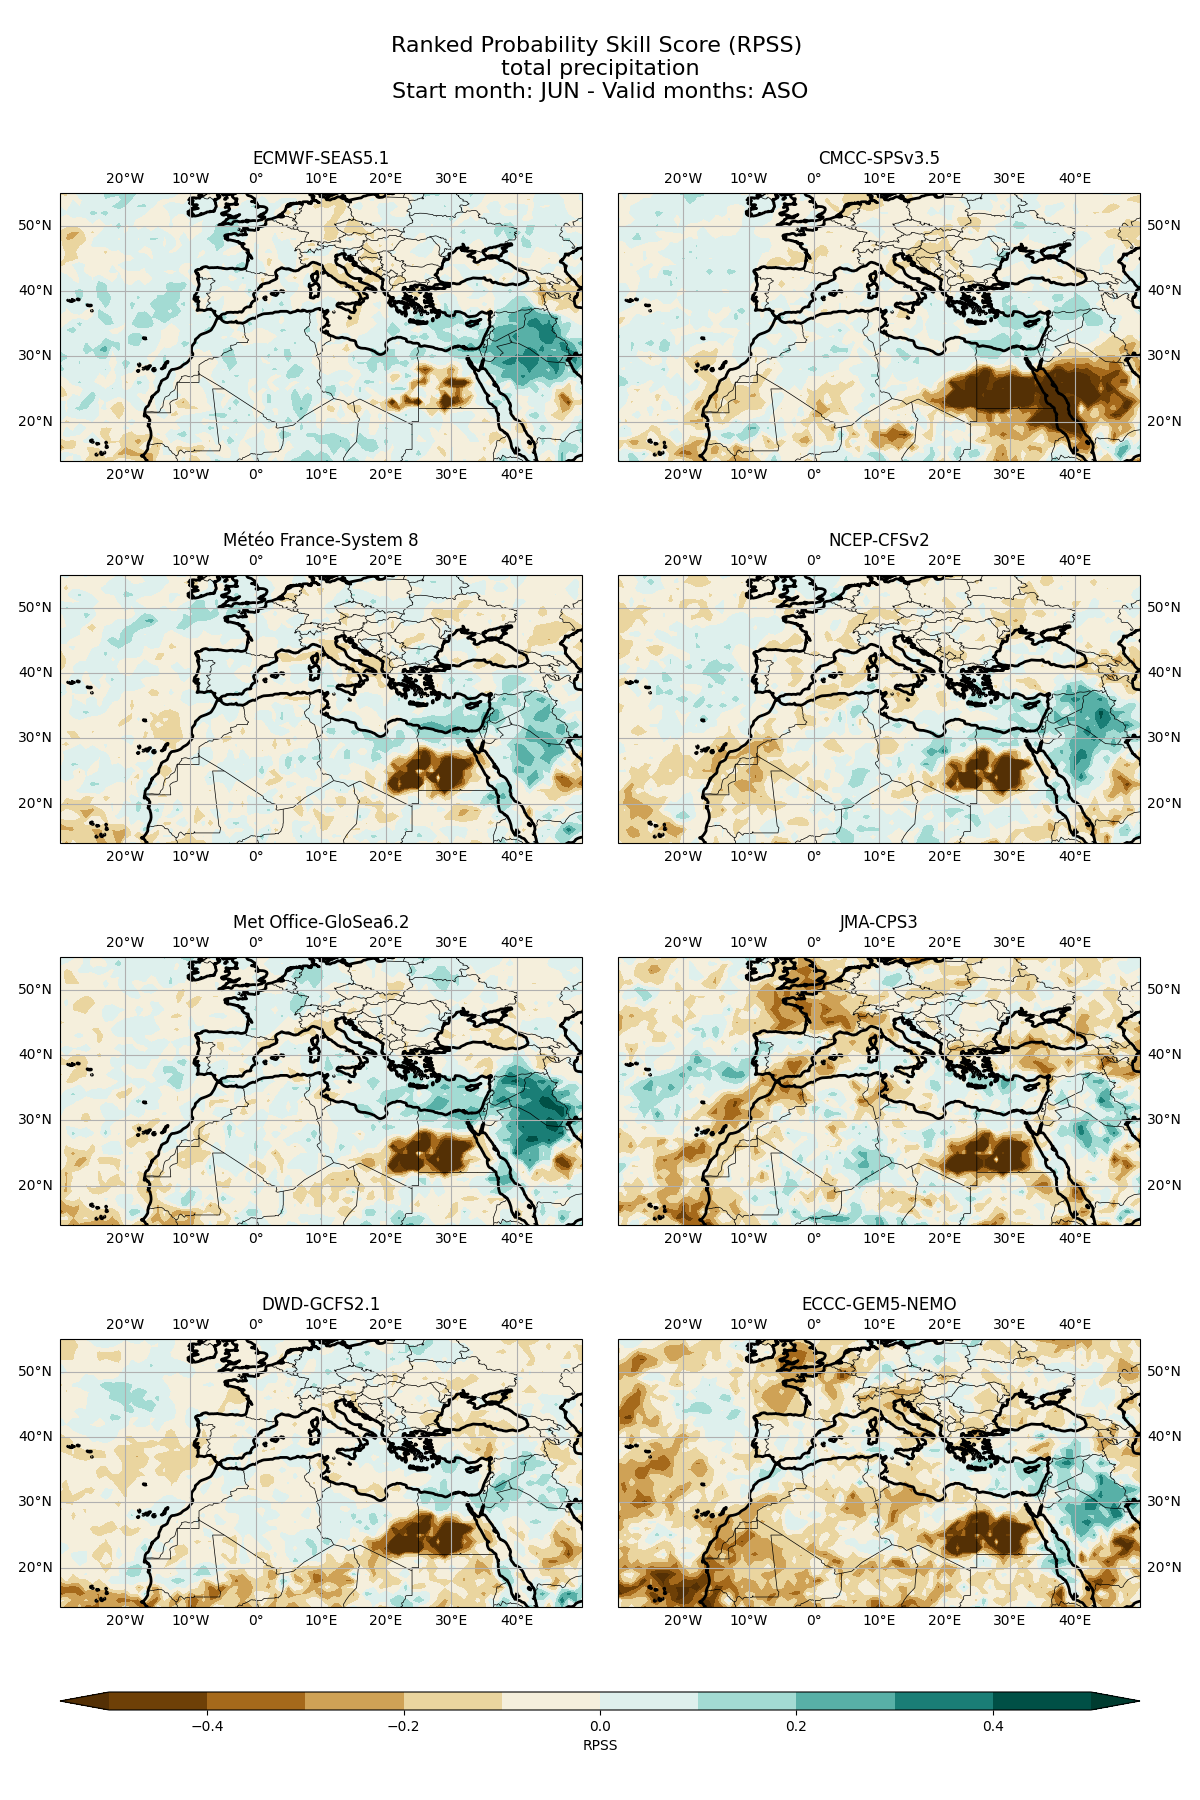 Ranked Probability Skill Score (RPSS)
total precipitation
Start month: JUN - Valid months: ASO
ECMWF-SEAS5.1
CMCC-SPSv3.5
20°W 10°W 0° 10°E 20°E 30°E 40°E
20°W 10°W 0° 10°E 20°E 30°E 40°E
50°N
50°N
40°N
40°N
30°N
30°N
20°N
20°N
20°W 10°W 0° 10°E 20°E 30°E 40°E
20°W 10°W 0° 10°E 20°E 30°E 40°E
Météo France-System 8
NCEP-CFSv2
20°W 10°W 0° 10°E 20°E 30°E 40°E
20°W 10°W 0° 10°E 20°E 30°E 40°E
50°N
50°N
40°N
40°N
30°N
30°N
20°N
20°N
20°W 10°W 0° 10°E 20°E 30°E 40°E
20°W 10°W 0° 10°E 20°E 30°E 40°E
Met Office-GloSea6.2
JMA-CPS3
20°W 10°W 0° 10°E 20°E 30°E 40°E
20°W 10°W 0° 10°E 20°E 30°E 40°E
50°N
50°N
40°N
40°N
30°N
30°N
20°N
20°N
20°W 10°W 0° 10°E 20°E 30°E 40°E
20°W 10°W 0° 10°E 20°E 30°E 40°E
DWD-GCFS2.1
ECCC-GEM5-NEMO
20°W 10°W 0° 10°E 20°E 30°E 40°E
20°W 10°W 0° 10°E 20°E 30°E 40°E
50°N
50°N
40°N
40°N
30°N
30°N
20°N
20°N
20°W 10°W 0° 10°E 20°E 30°E 40°E
20°W 10°W 0° 10°E 20°E 30°E 40°E
−0.4 −0.2 0.0 0.2 0.4
RPSS